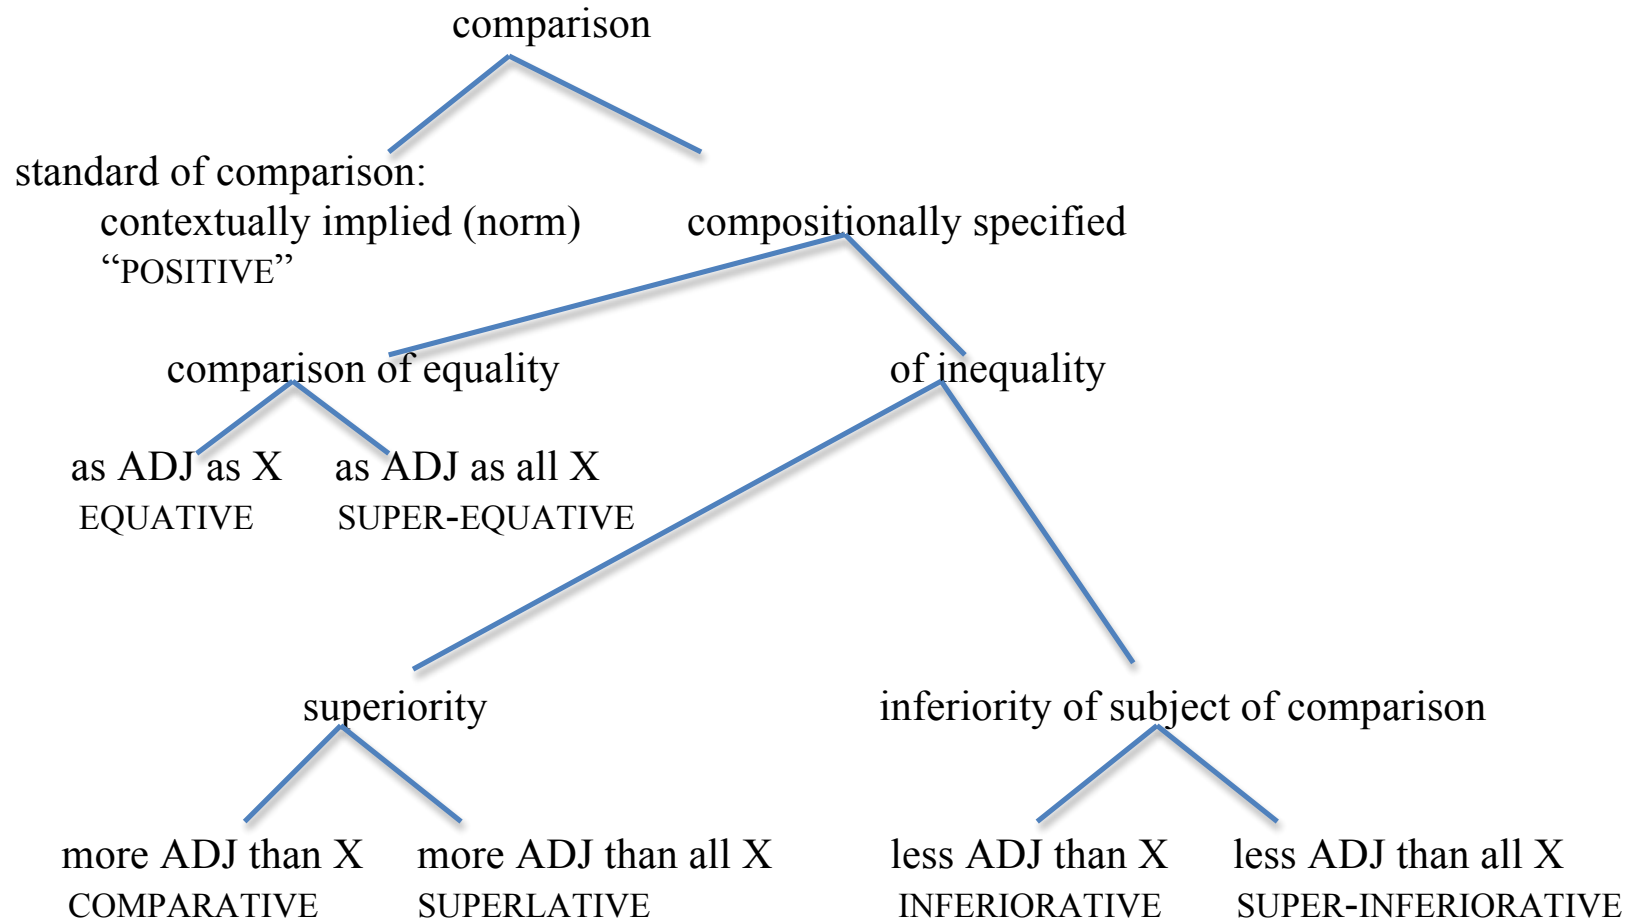 comparison
standard of comparison:
contextually implied (norm) compositionally specified
“POSITIVE”
comparison of equality of inequality
as ADJ as X as ADJ as all X
EQUATIVE SUPER-EQUATIVE
superiority inferiority of subject of comparison
more ADJ than X more ADJ than all X less ADJ than X less ADJ than all X
COMPARATIVE SUPERLATIVE INFERIORATIVE SUPER-INFERIORATIVE